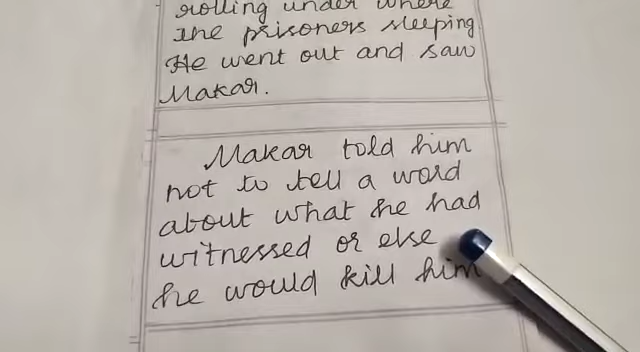 rolling under where
the prisoners sleeping.
He went out and saw
Makar.
Makar told him
not to tell a word
about what he had
witnessed or else
he would kill him